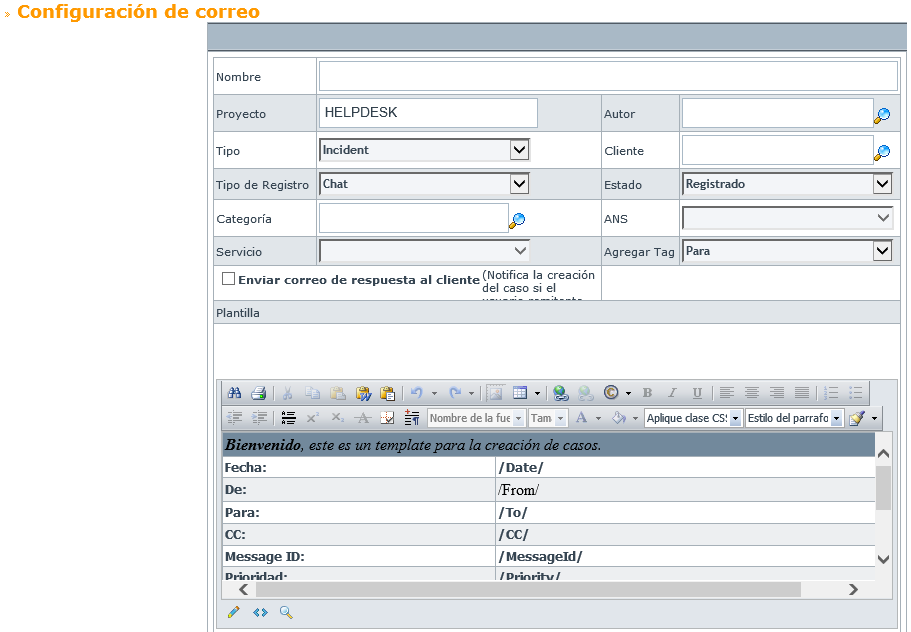 » Configuración de correo
Nombre
Proyecto HELPDESK Autor
Tipo Incident Cliente
Tipo de Registro Chat Estado Registrado
Categoría ANS
Servicio Agregar Tag Para
Enviar correo de respuesta al cliente (Notifica la creación
del caso si el
usuario remitente
Plantilla
B I U
Nombre de la fue Tam A Aplique clase CS Estilo del parrafo
Bienvenido, este es un template para la creación de casos.
Fecha: /Date/
De: /From/
Para: /To/
CC: /CC/
Message ID: /MessageId/
Prioridad: /Priority/